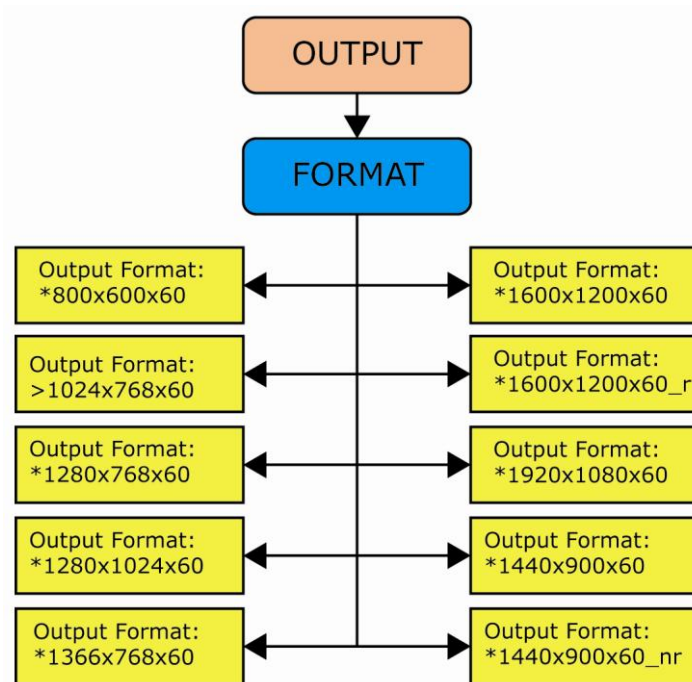 OUTPUT
FORMAT
Output Format:
*800x600x60
Output Format:
*1600x1200x60
Output Format:
>1024x768x60
Output Format:
*1600x1200x60_r
Output Format:
*1280x768x60
Output Format:
*1920x1080x60
Output Format:
*1280x1024x60
Output Format:
*1440x900x60
Output Format:
*1366x768x60
Output Format:
*1440x900x60_nr